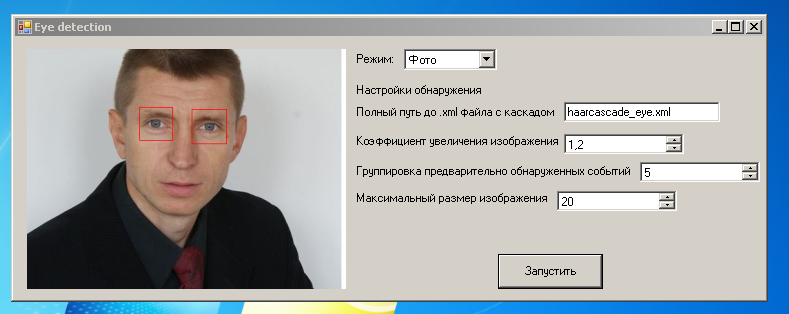 Eye detection
Режим: Фото
Настройки обнаружения
Полный путь до .xml файла с каскадом haarcascade_eye.xml
Коэффициент увеличения изображения 1,2
Группировка предварительно обнаруженных событий 5
Максимальный размер изображения 20
Запустить